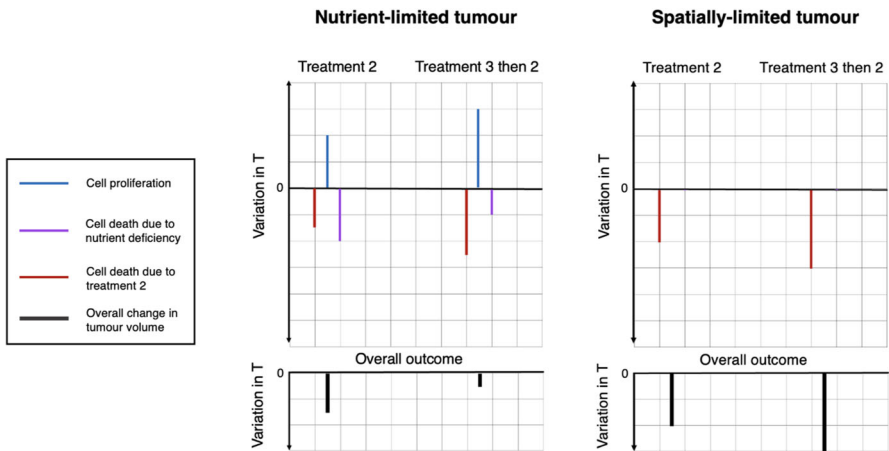 Nutrient-limited tumour
Spatially-limited tumour
Treatment 2
Treatment 3 then 2
Treatment 2
Treatment 3 then 2
Variation in T
0
Variation in T
0
Cell proliferation
Cell death due to
nutrient deficiency
Cell death due to
treatment 2
Overall change in
tumour volume
Overall outcome
Overall outcome
Variation in T
0
Variation in T
0